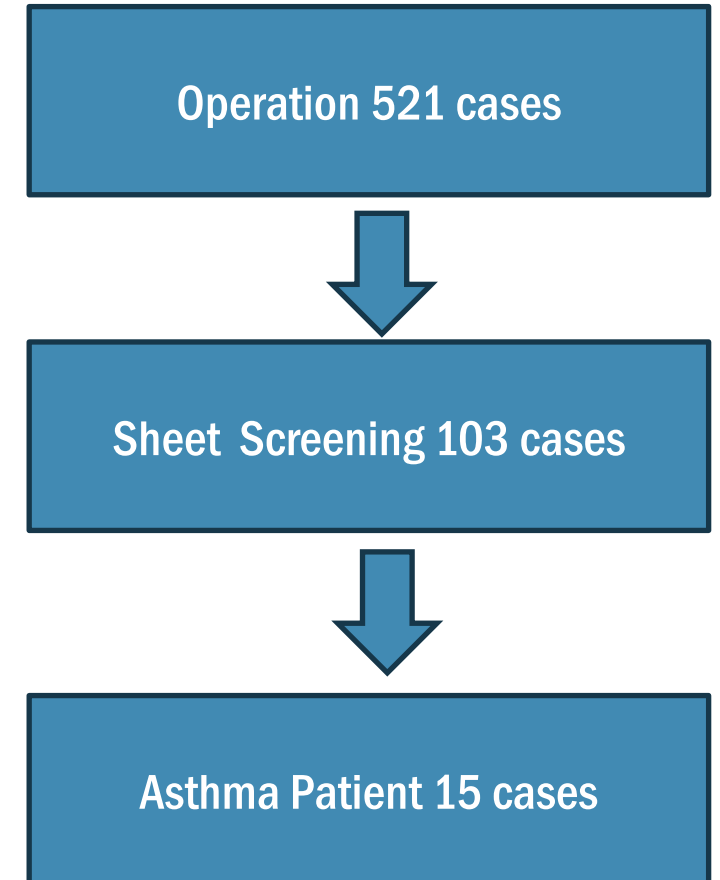 Operation 521 cases
Sheet Screening 103 cases
Asthma Patient 15 cases